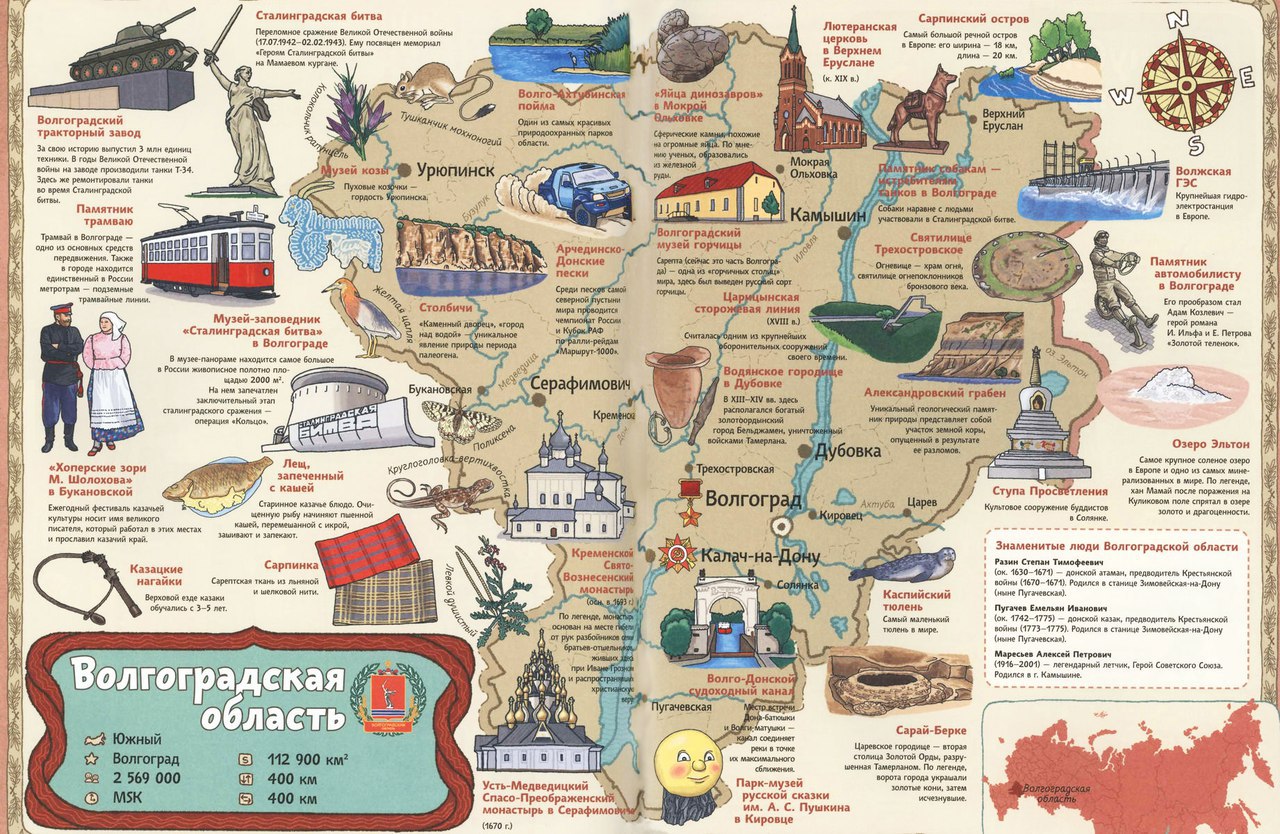 Сталинградская битва
Переломное сражение Великой Отечественной войны
(17.07.1942–02.02.1943). Ему посвящен мемориал
«Героям Сталинградской битвы»
на Мамаевом кургане.
Волгоградский
тракторный завод
За свою историю выпустил 3 млн единиц
техники. В годы Великой Отечественной
войны на заводе производили танки Т-34.
Здесь же ремонтировали танки
во время Сталинградской
битвы.
Памятник
трамваю
Трамвай в Волгограде —
одно из основных средств
передвижения. Также
в городе находится
единственный в России
метротрам — подземные
трамвайные линии.
Музей-заповедник
«Сталинградская битва»
в Волгограде
В музее-панораме находится самое большое
в России живописное полотно пло-
щадью 2000 м².
На нем запечатлен
заключительный этап
сталинградского сражения —
операция «Кольцо».
СТАЛИНГРАДСКАЯ
БИТВА
«Хоперские зори
М. Шолохова»
в Букановской
Ежегодный фестиваль казачьей
культуры носит имя великого
писателя, который работал в этих местах
и прославил казачий край.
Лещ,
запеченный
с кашей
Старинное казачье блюдо. Очи-
щенную рыбу начиняют пшенной
кашей, перемешанной с икрой,
зашивают и запекают.
Казацкие
нагайки
Верховой езде казаки
обучались с 3–5 лет.
Сарпинка
Сарептская ткань из льняной
и шелковой нити.
Волгоградская
область
Южный
Волгоград
2 569 000
MSK
112 900 км²
400 км
400 км
Тушканчик мохноногий
Музей козы
Пуховые козочки —
гордость Урюпинска.
Урюпинск
Бузулук
Волго-Ахтубинская
пойма
Один из самых красивых
природоохранных парков
области.
Желтая цапля
Столбичи
«Каменный дворец», «город
над водой» — уникальное
явление природы периода
палеогена.
Арчединско-
Донские
пески
Среди песков самой
северной пустыни
мира проводится
чемпионат России
и Кубок РАФ
по ралли-рейдам
«Маршрут-1000».
Медведица
Букановская
Серафимович
Поликсена
Круглоголовка-вертихвостка
Левкой душистый
Кременской
Свято-
Вознесенский
монастырь
(осн. в 1693 г.)
По легенде, монастырь
от рук разбойников
братьев-отшельников,
живших здесь
при Иване Грозном
и распространявших
христианскую
веру
Усть-Медведицкий
Спасо-Преображенский
монастырь в Серафимовиче
(1670 г.)
«Яйца динозавров»
в Мокрой
Ольховке
Сферические камни, похожие
на огромные яйца. По мне-
нию ученых, образовались
из железной
руды.
Лютеранская
церковь
в Верхнем
Еруслане
(к. XIX в.)
Мокрая
Ольховка
Камышин
Иловля
Сарпинский остров
Самый большой речной остров
в Европе: его ширина — 18 км,
длина — 20 км.
Верхний
Еруслан
N
E
S
W
Памятник собакам —
истребителям
танков в Волгограде
Собаки наравне с людьми
участвовали в Сталинградской битве.
Волжская
ГЭС
Крупнейшая гидро-
электростанция
в Европе.
Волгоградский
музей горчицы
Сарепта (сейчас это часть Волгогра-
да) — одна из «горчичных столиц»
мира, здесь был выведен русский сорт
горчицы.
Святилище
Трехостровское
Огневище — храм огня,
святилище огнепоклонников
бронзового века.
Памятник
автомобилисту
в Волгограде
Его прообразом стал
Адам Козлевич —
герой романа
И. Ильфа и Е. Петрова
«Золотой теленок».
Царицынская
сторожевая линия
(XVIII в.)
Считалась одним из крупнейших
оборонительных сооружений
своего времени.
Водянское городище
в Дубовке
В XIII–XIV вв. здесь
располагался богатый
золотоордынский
город Бельджамен, уничтоженный
войсками Тамерлана.
Александровский грабен
Уникальный геологический памят-
ник природы представляет собой
участок земной коры,
опущенный в результате
ее разломов.
оз. Эльтон
Озеро Эльтон
Самое крупное соленое озеро
в Европе и одно из самых мине-
рализованных в мире. По легенде,
хан Мамай после поражения на
Куликовом поле спрятал в озере
золото и драгоценности.
Дубовка
Трехостровская
Волгоград
Кировец
Ахтуба
Царев
Ступа Просветления
Культовое сооружение буддистов
в Солянке.
Калач-на-Дону
Солянка
Каспийский
тюлень
Самый маленький
тюлень в мире.
Знаменитые люди Волгоградской области
Разин Степан Тимофеевич
(ок. 1630–1671) — донской атаман, предводитель Крестьянской
войны (1670–1671). Родился в станице Зимовейская-на-Дону
(ныне Пугачевская).
Пугачев Емельян Иванович
(ок. 1742–1775) — донской казак, предводитель Крестьянской
войны (1773–1775). Родился в станице Зимовейская-на-Дону
(ныне Пугачевская).
Маресьев Алексей Петрович
(1916–2001) — легендарный летчик, Герой Советского Союза.
Родился в г. Камышине.
Волго-Донской
судоходный канал
Место встречи
Дона-батюшки
и Волги-матушки —
канал соединяет
реки в точке
их максимального
сближения.
Пугачевская
Парк-музей
русской сказки
им. А. С. Пушкина
в Кировце
Сарай-Берке
Царевское городище — вторая
столица Золотой Орды, разру-
шенная Тамерланом. По легенде,
ворота города украшали
золотые кони, затем
исчезнувшие.
Волгоградская
область